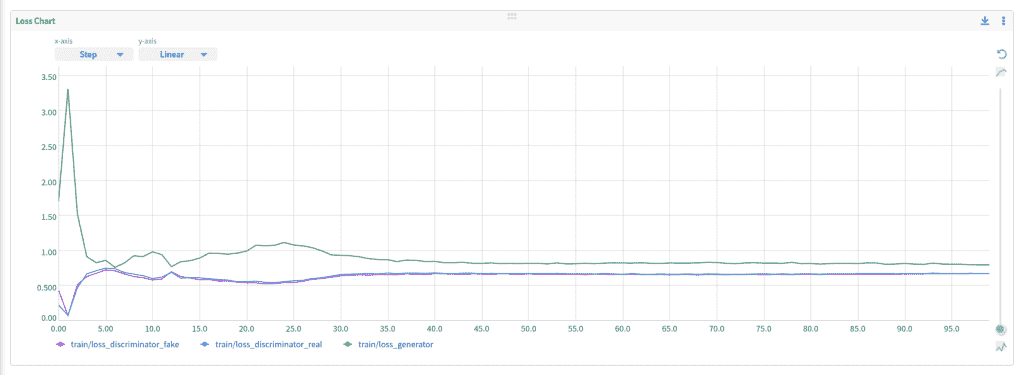 Loss Chart
x-axis y-axis
Step Linear
3.50
3.00
2.50
2.00
1.50
1.00
0.500
0.00
0.00 5.00 10.0 15.0 20.0 25.0 30.0 35.0 40.0 45.0 50.0 55.0 60.0 65.0 70.0 75.0 80.0 85.0 90.0 95.0
train/loss_discriminator_fake train/loss_discriminator_real train/loss_generator